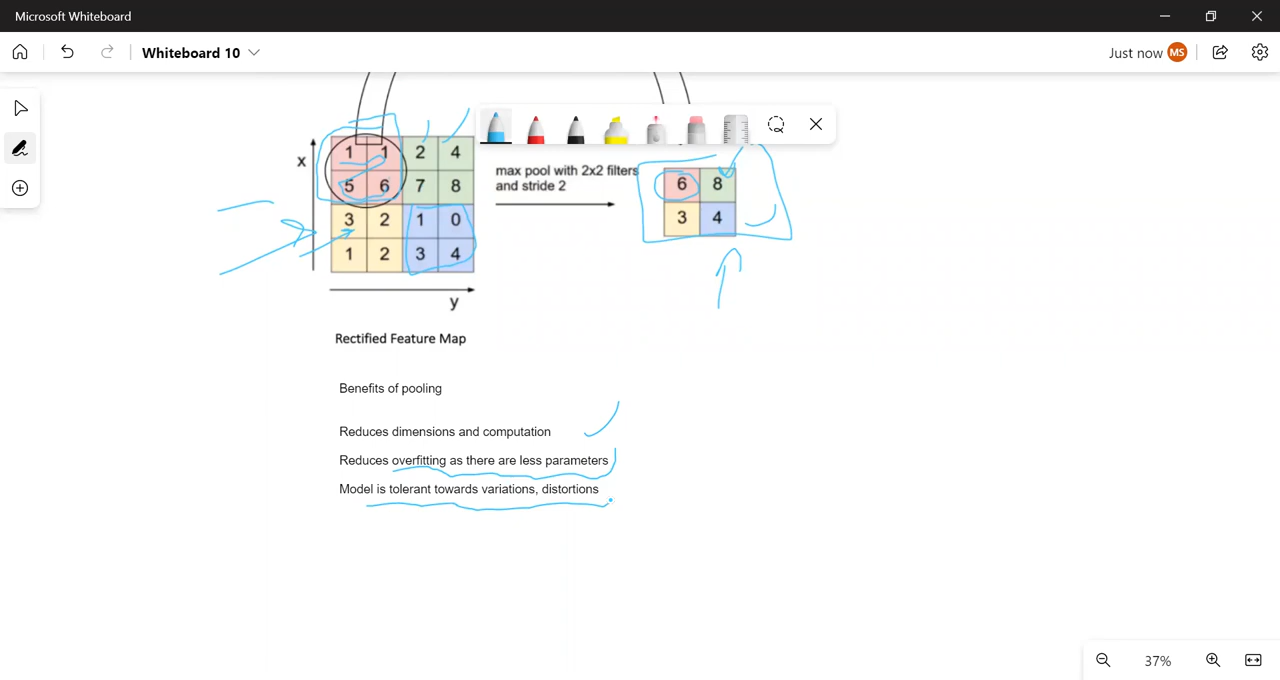 Microsoft Whiteboard
Whiteboard 10
Just now MS
x
1 1 2 4
5 6 7 8
3 2 1 0
1 2 3 4
y
max pool with 2x2 filters
and stride 2
6 8
3 4
Rectified Feature Map
Benefits of pooling
Reduces dimensions and computation
Reduces overfitting as there are less parameters
Model is tolerant towards variations, distortions
37%